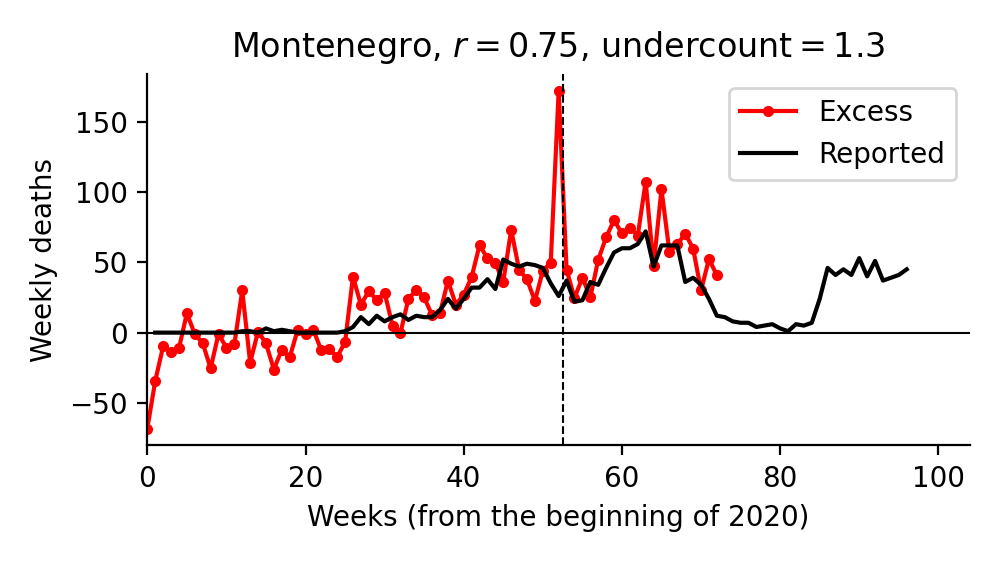 Montenegro, r = 0.75, undercount = 1.3
Excess
Reported
Weekly deaths
150
100
50
0
−50
0 20 40 60 80 100
Weeks (from the beginning of 2020)